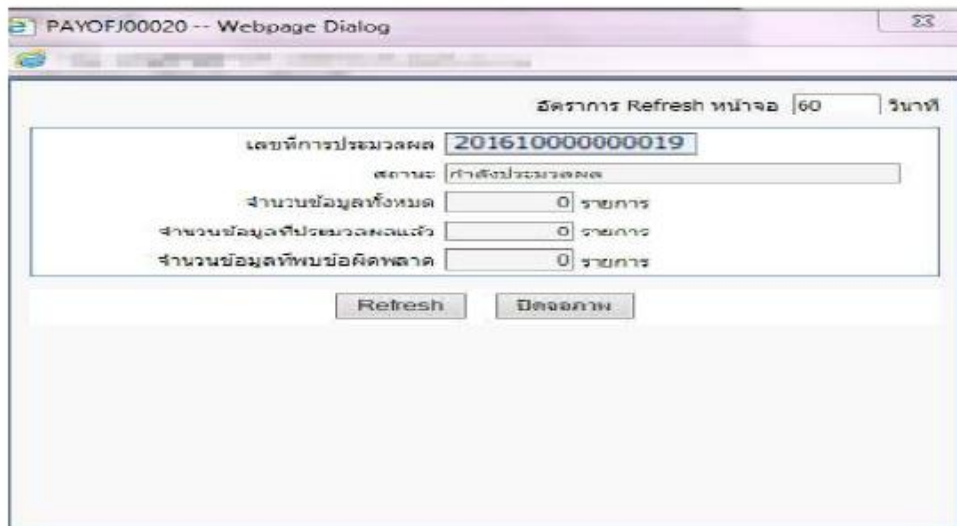 PAYOFJ00020 -- Webpage Dialog
อัตราการ Refresh หน้าจอ 60 วินาที
เลขที่การประมวลผล 201610000000019
สถานะ กำลังประมวลผล
จำนวนข้อมูลทั้งหมด 0 รายการ
จำนวนข้อมูลที่ประมวลผลแล้ว 0 รายการ
จำนวนข้อมูลที่พบข้อผิดพลาด 0 รายการ
Refresh ปิดจอภาพ